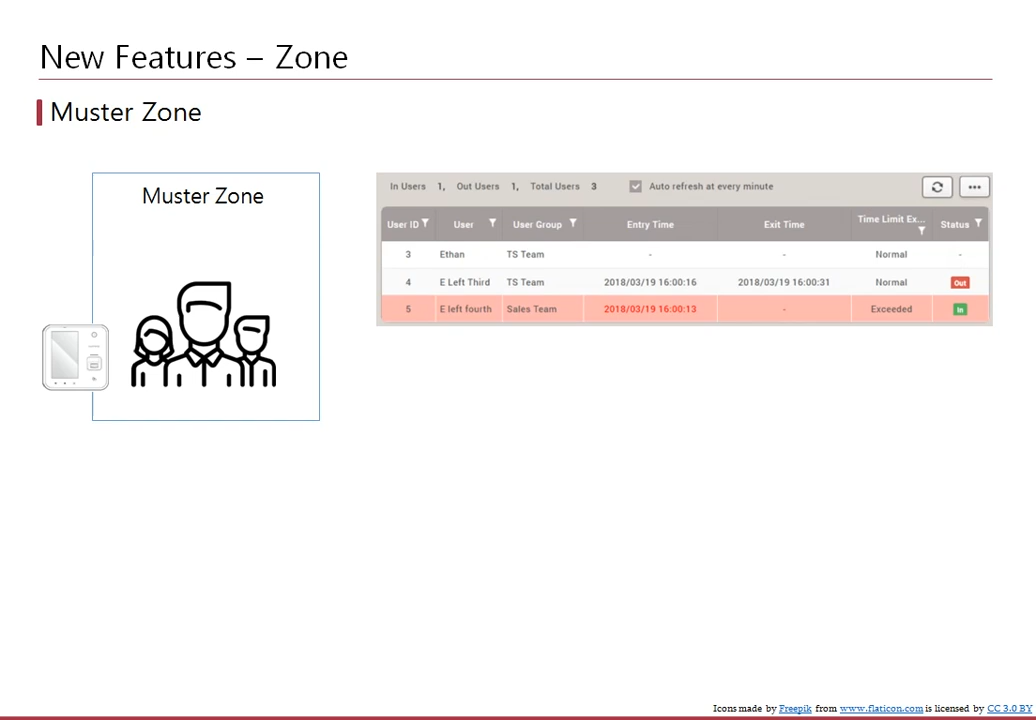 New Features – Zone
Muster Zone
Muster Zone
In Users 1, Out Users 1, Total Users 3 Auto refresh at every minute
User ID User User Group Entry Time Exit Time Time Limit Ex... Status
3 Ethan TS Team - - Normal -
4 E Left Third TS Team 2018/03/19 16:00:16 2018/03/19 16:00:31 Normal Out
5 E left fourth Sales Team 2018/03/19 16:00:13 - Exceeded In
Icons made by Freepik from www.flaticon.com is licensed by CC 3.0 BY